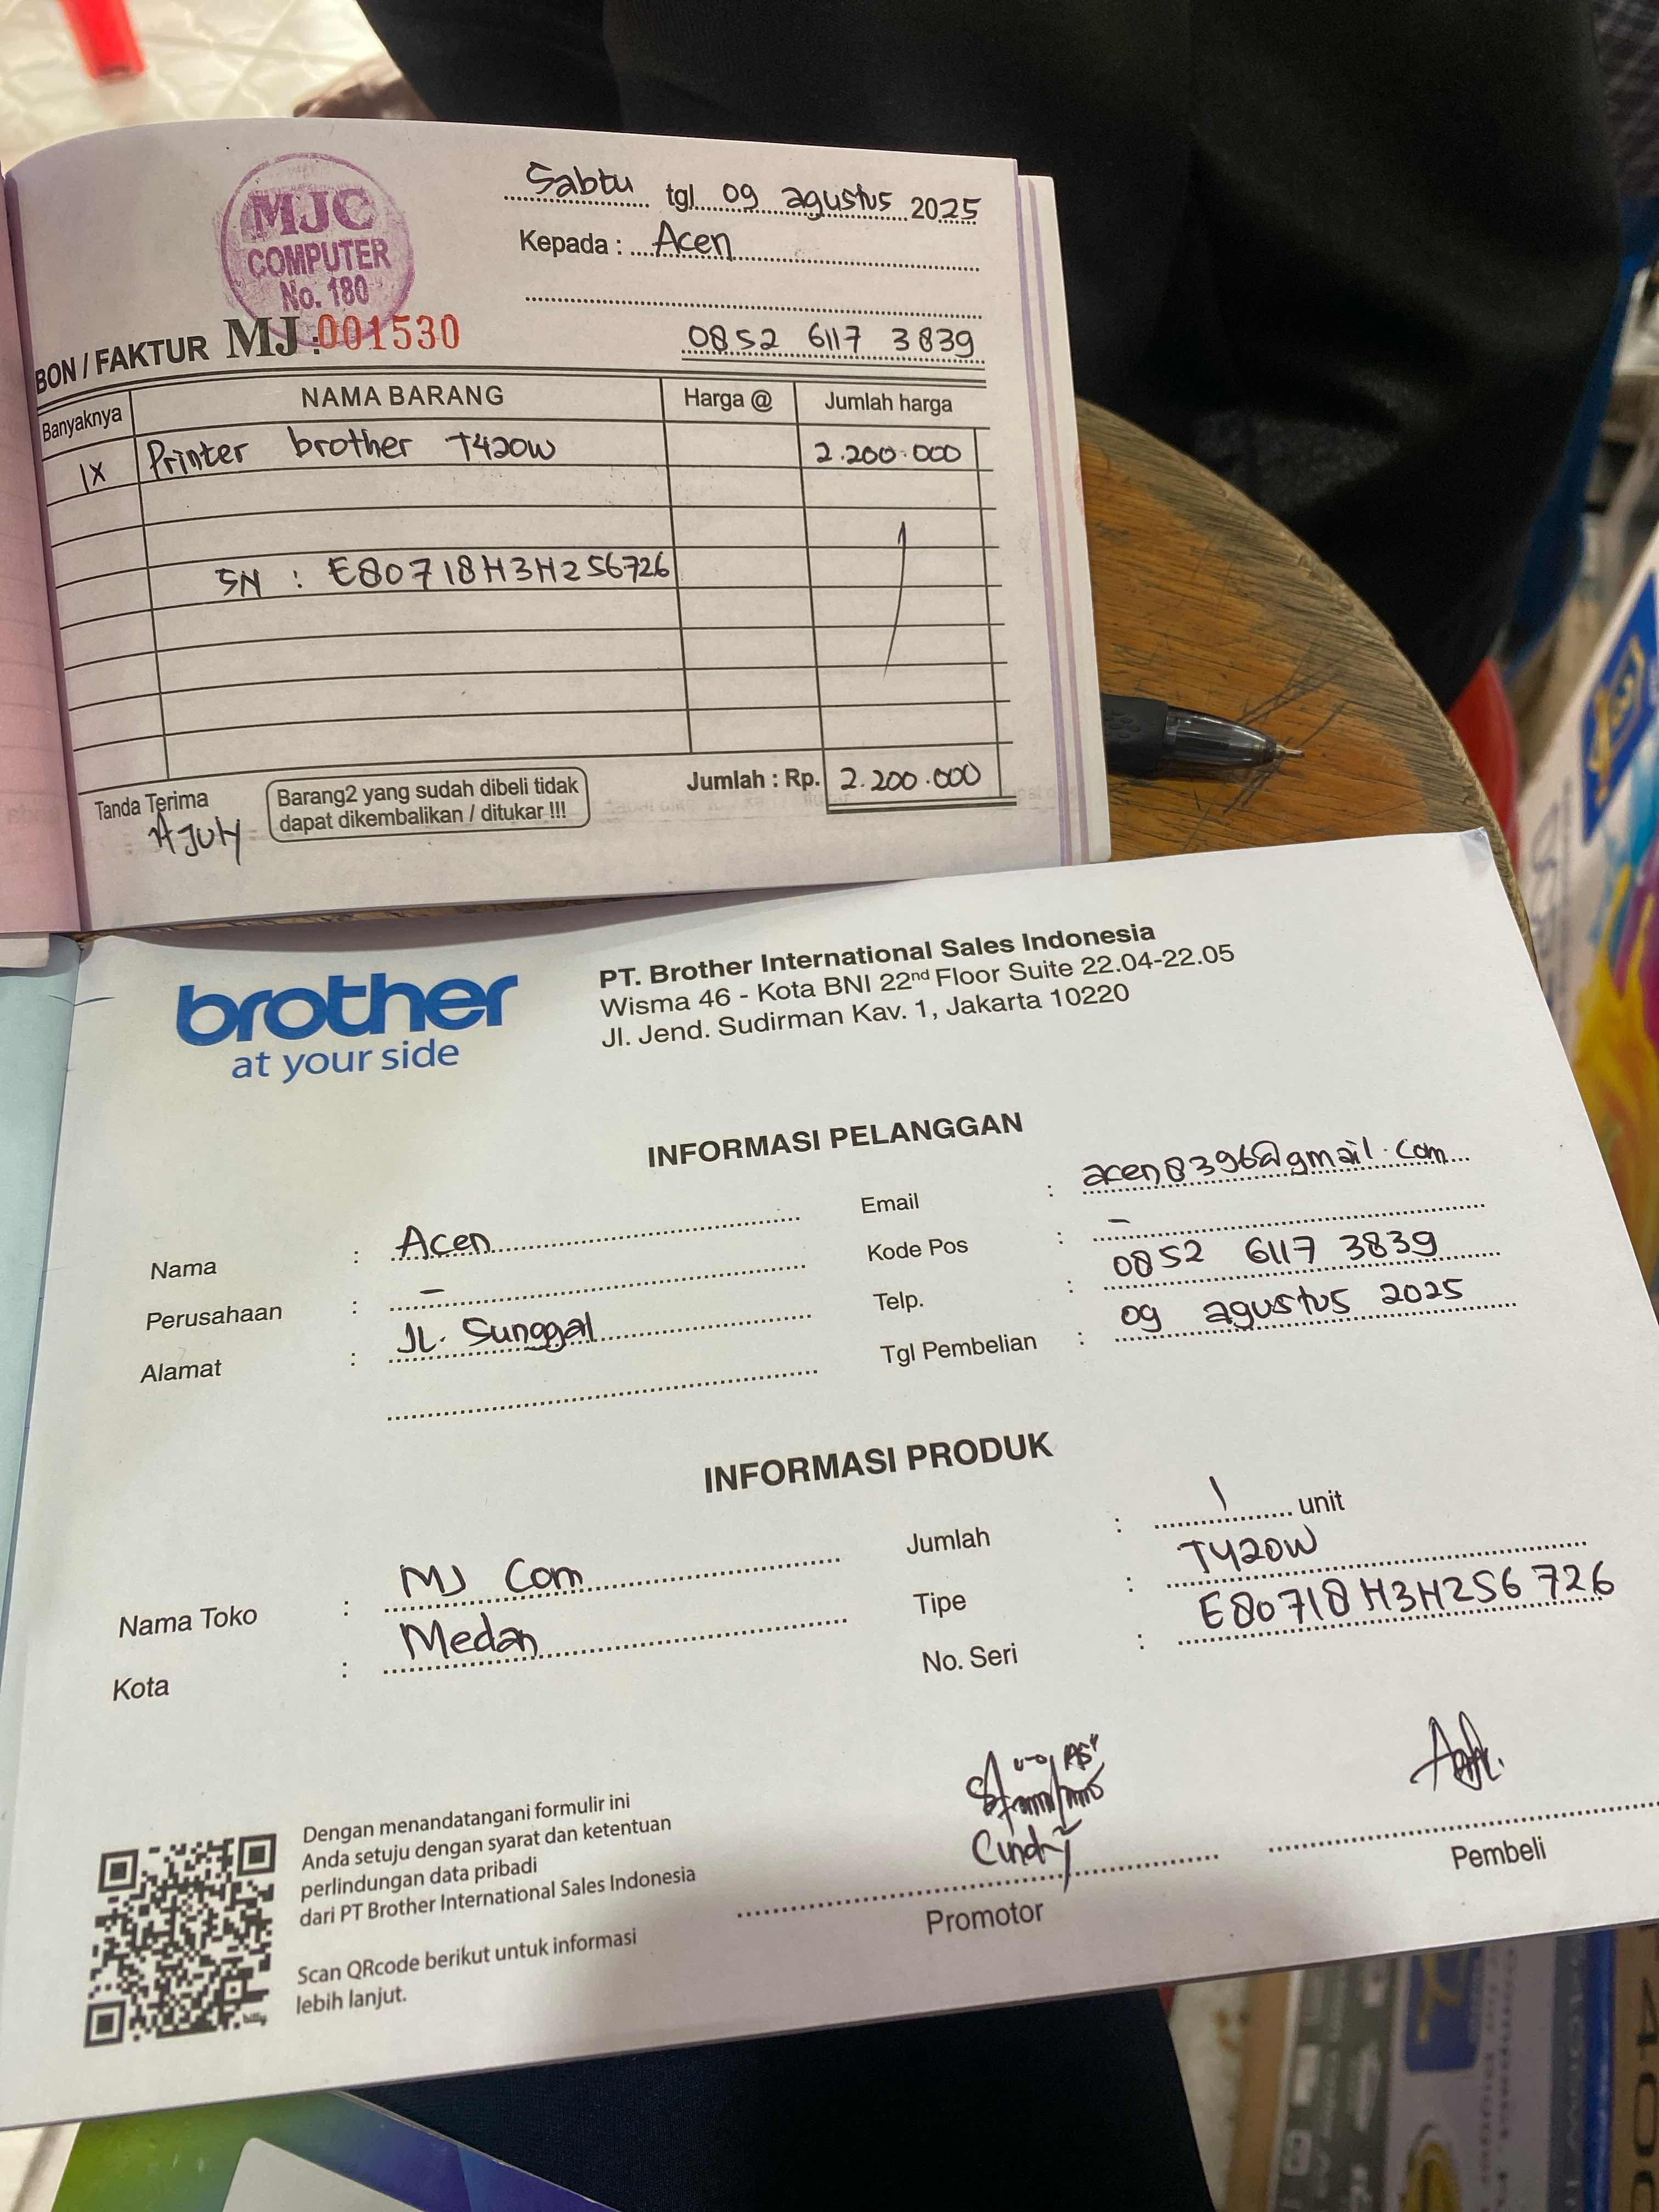 MJC
COMPUTER
No. 180
Sabtu tgl 09 agustus 2025
Kepada : Acen
0852 6117 3839
BON / FAKTUR MJ : 001530
Banyaknya NAMA BARANG Harga @ Jumlah harga
1x Printer brother T420W 2.200.000
SN : E80718H3H256726
Jumlah : Rp. 2.200.000
Tanda Terima
Barang2 yang sudah dibeli tidak
dapat dikembalikan / ditukar !!!
brother
at your side
PT. Brother International Sales Indonesia
Wisma 46 - Kota BNI 22nd Floor Suite 22.04-22.05
Jl. Jend. Sudirman Kav. 1, Jakarta 10220
INFORMASI PELANGGAN
Nama : Acen
Perusahaan : -
Alamat : JL. Sunggal
Email : acen8396@gmail.com
Kode Pos : -
Telp. : 0852 6117 3839
Tgl Pembelian : 09 agustus 2025
INFORMASI PRODUK
Nama Toko : MJ Com
Kota : Medan
Jumlah : 1 unit
Tipe : T420W
No. Seri : E80718H3H256726
Dengan menandatangani formulir ini
Anda setuju dengan syarat dan ketentuan
perlindungan data pribadi
dari PT Brother International Sales Indonesia
Scan QRcode berikut untuk informasi
lebih lanjut.
Cindy
Promotor
Pembeli